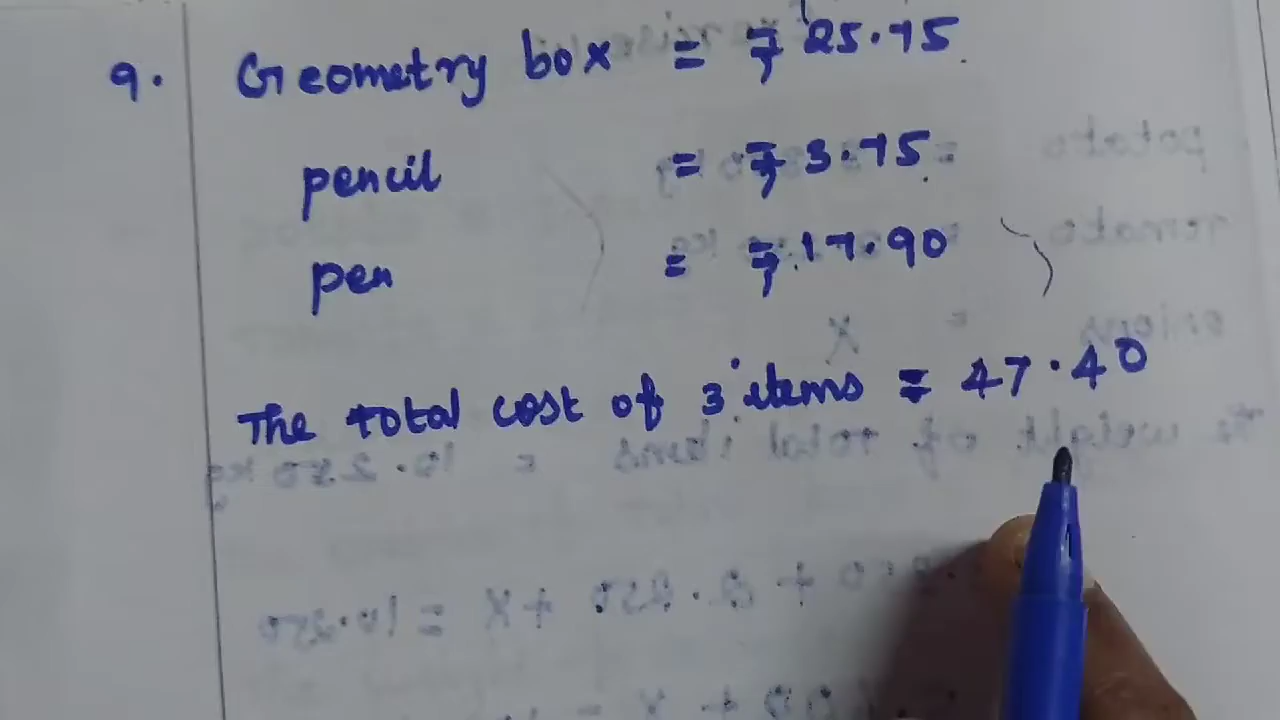 9. Geometry box = ₹ 25.75
pencil = ₹ 3.75
pen = ₹ 17.90
The total cost of 3 items = 47.40